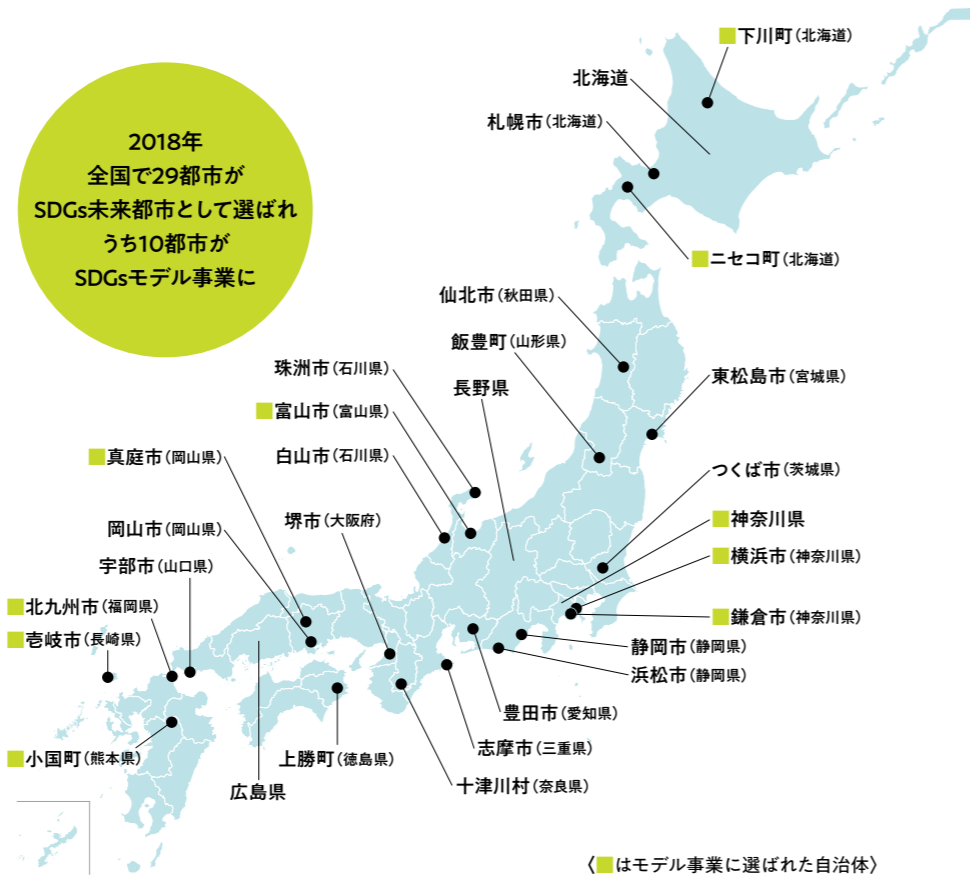 2018年
全国で29都市が
SDGs未来都市として選ばれ
うち10都市が
SDGsモデル事業に
■下川町(北海道)
北海道
札幌市(北海道)
■ニセコ町(北海道)
仙北市(秋田県)
飯豊町(山形県)
長野県
東松島市(宮城県)
珠洲市(石川県)
■富山市(富山県)
白山市(石川県)
つくば市(茨城県)
■神奈川県
■横浜市(神奈川県)
■鎌倉市(神奈川県)
静岡市(静岡県)
浜松市(静岡県)
■真庭市(岡山県)
岡山市(岡山県)
堺市(大阪府)
宇部市(山口県)
■北九州市(福岡県)
■壱岐市(長崎県)
■小国町(熊本県)
広島県
上勝町(徳島県)
豊田市(愛知県)
志摩市(三重県)
十津川村(奈良県)
〈■はモデル事業に選ばれた自治体〉